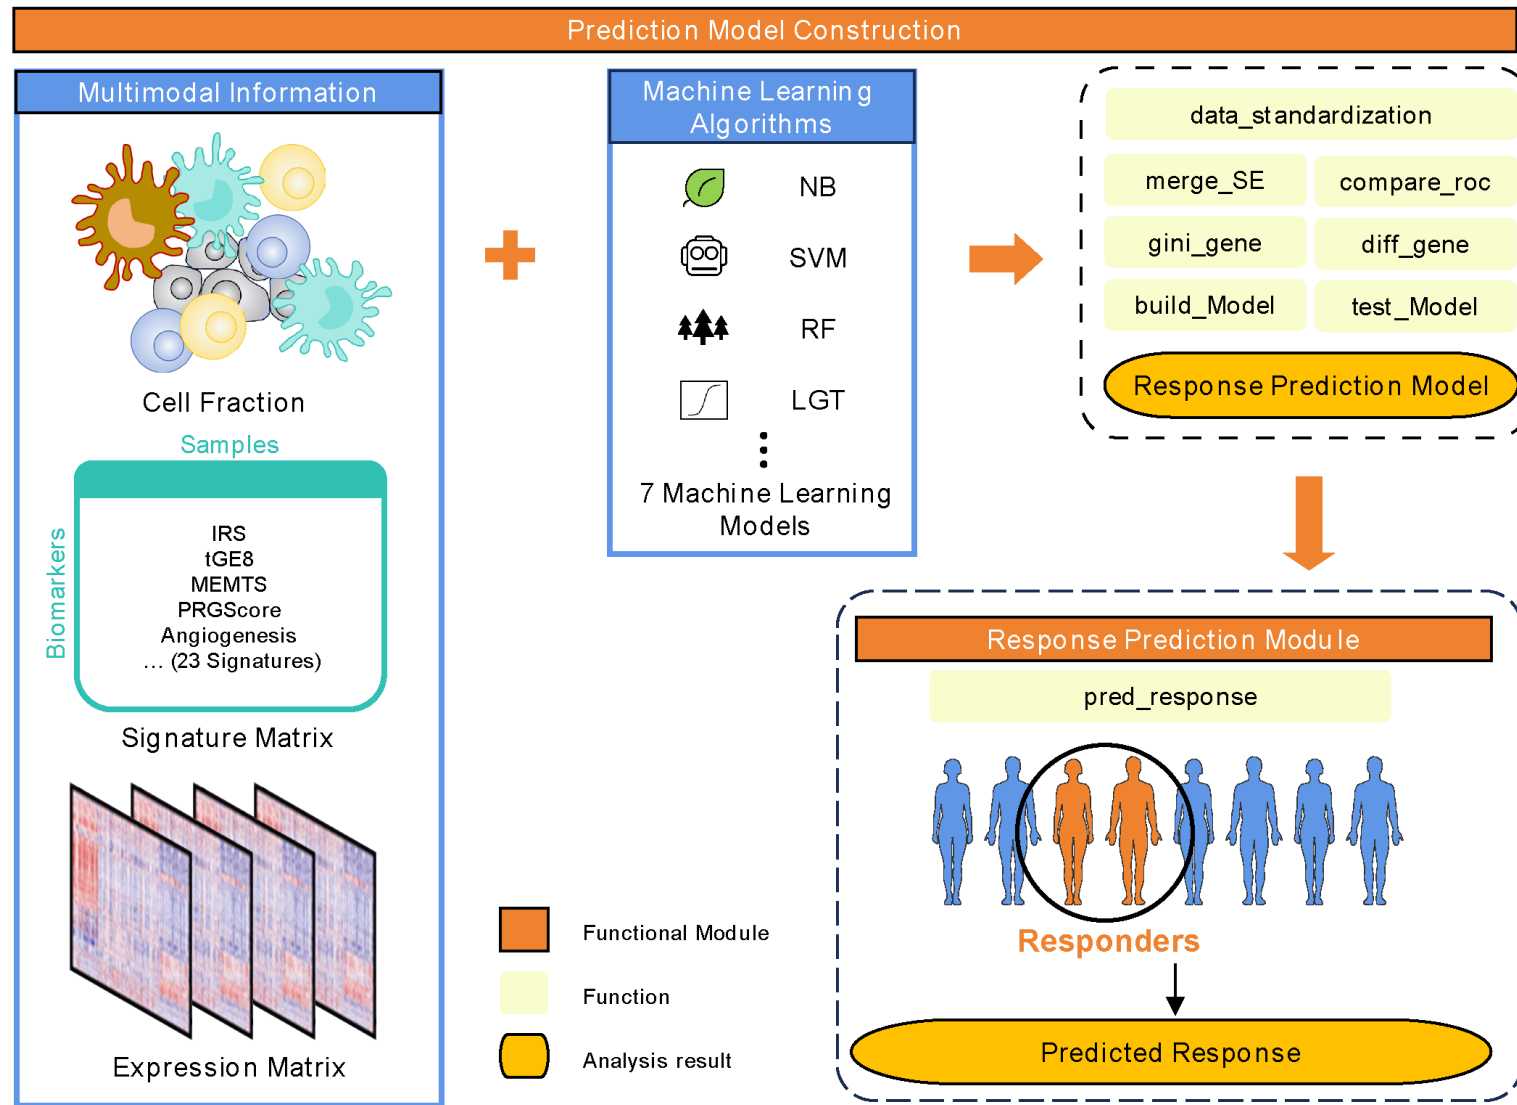 Prediction Model Construction
Multimodal Information
Cell Fraction
Samples
Biomarkers
IRS
tGE8
MEMTS
PRGScore
Angiogenesis
... (23 Signatures)
Signature Matrix
Expression Matrix
Machine Learning
Algorithms
NB
SVM
RF
LGT
7 Machine Learning
Models
data_standardization
merge_SE
compare_roc
gini_gene
diff_gene
build_Model
test_Model
Response Prediction Model
Response Prediction Module
pred_response
Responders
Predicted Response
Functional Module
Function
Analysis result